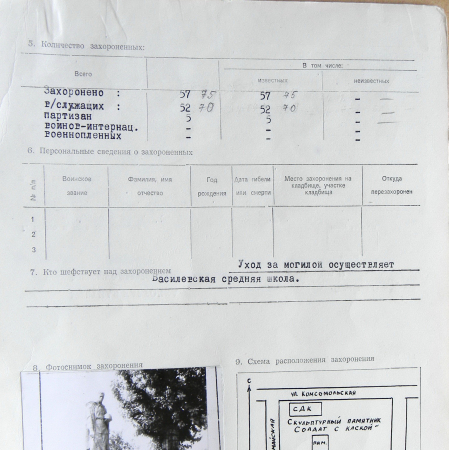 5. Количество захороненных:
Всего
В том числе:
известных
неизвестных
Захоронено : 57 75 57 75 - -
в/служащих : 52 70 52 70 - -
партизан 5 5 -
воинов-интернац. - - -
военнопленных - - -
6. Персональные сведения о захороненных
№ п/п
Воинское звание
Фамилия, имя отчество
Год рождения
Дата гибели или смерти
Место захоронения на кладбище, участке кладбища
Откуда перезахоронен
1
2
3
7. Кто шефствует над захоронением Уход за могилой осуществляет
Василевская средняя школа.
8. Фотоснимок захоронения
9. Схема расположения захоронения
С
ул. Комсомольская
СДК
Скульптурный памятник
"Солдат с каской"
пам.